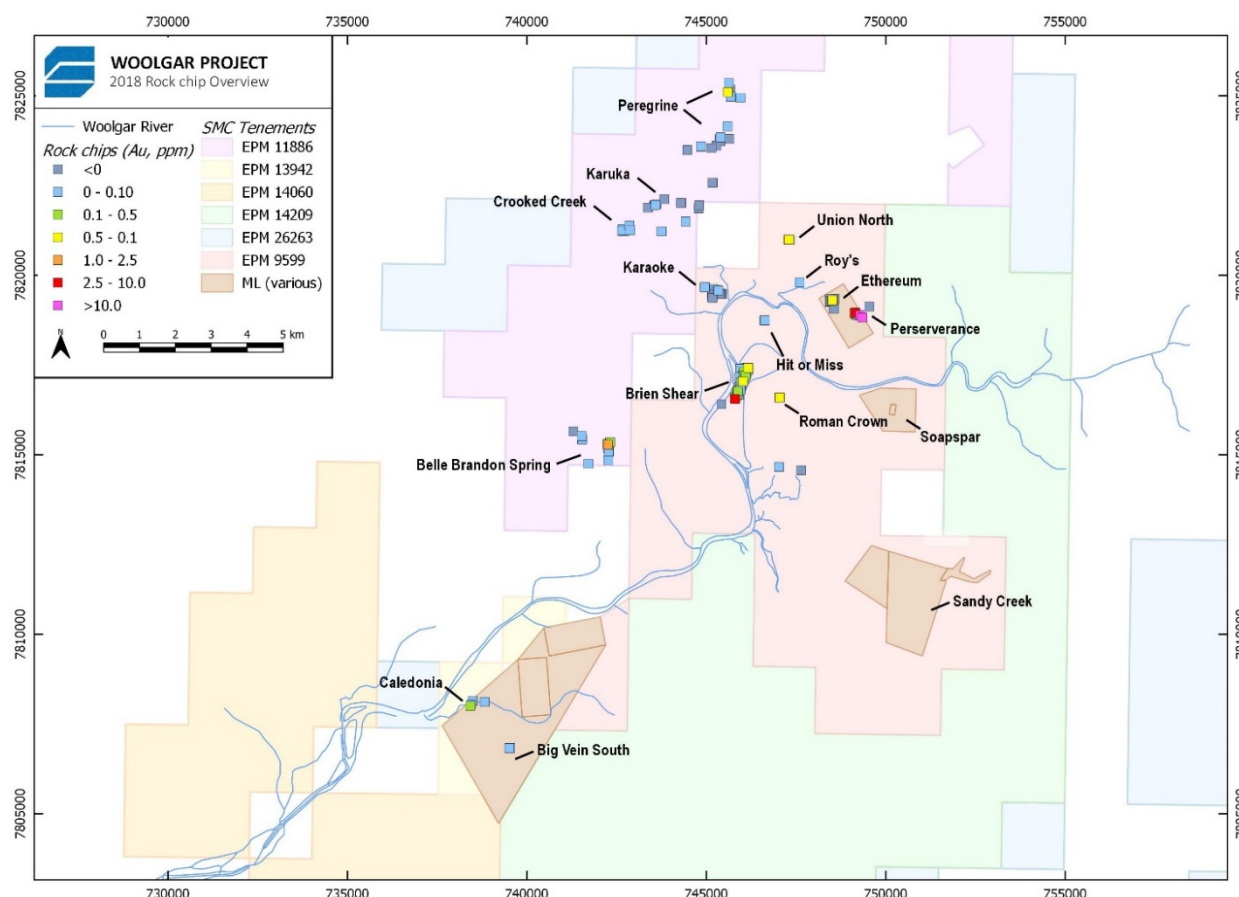 730000 735000 740000 745000 750000 755000
WOOLGAR PROJECT
2018 Rock chip Overview
Woolgar River
Rock chips (Au, ppm)
<0
0 - 0.10
0.1 - 0.5
0.5 - 0.1
1.0 - 2.5
2.5 - 10.0
>10.0
SMC Tenements
EPM 11886
EPM 13942
EPM 14060
EPM 14209
EPM 26263
EPM 9599
ML (various)
N
0 1 2 3 4 5 km
7825000
7820000
7815000
7810000
7805000
Peregrine
Karuka
Crooked Creek
Union North
Roy's
Karaoke
Ethereum
Perserverance
Hit or Miss
Brien Shear
Roman Crown
Soapspar
Belle Brandon Spring
Sandy Creek
Caledonia
Big Vein South
7825000
7820000
7815000
7810000
7805000
730000 735000 740000 745000 750000 755000